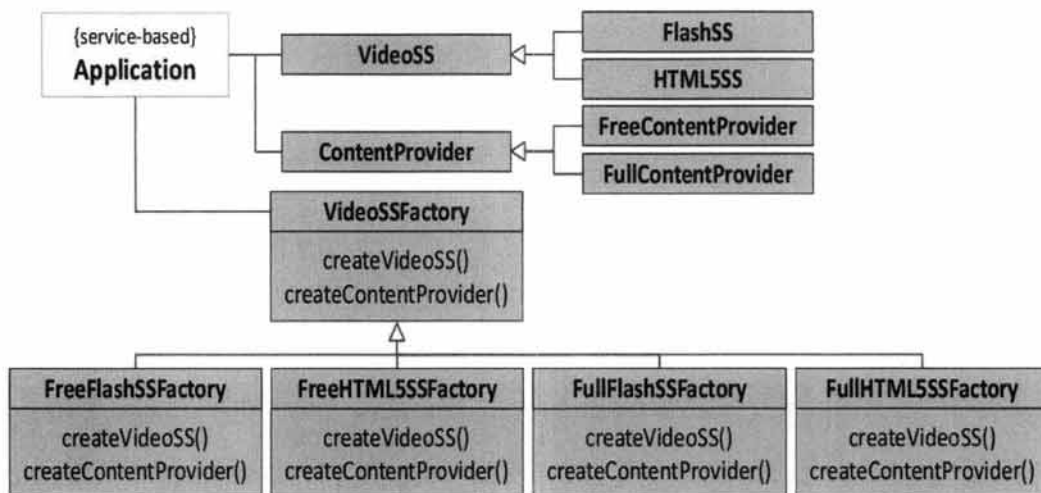 {service-based}
Application
VideoSS
FlashSS
HTML5SS
ContentProvider
FreeContentProvider
FullContentProvider
VideoSSFactory
createVideoSS()
createContentProvider()
FreeFlashSSFactory
createVideoSS()
createContentProvider()
FreeHTML5SSFactory
createVideoSS()
createContentProvider()
FullFlashSSFactory
createVideoSS()
createContentProvider()
FullHTML5SSFactory
createVideoSS()
createContentProvider()